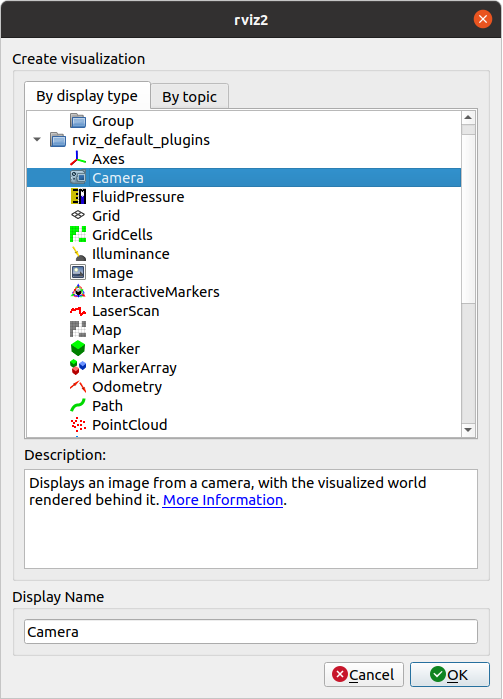 rviz2
Create visualization
By display type
By topic
Group
rviz_default_plugins
Axes
Camera
FluidPressure
Grid
GridCells
Illuminance
Image
InteractiveMarkers
LaserScan
Map
Marker
MarkerArray
Odometry
Path
PointCloud
Description:
Displays an image from a camera, with the visualized world
rendered behind it. More Information.
Display Name
Camera
Cancel
OK